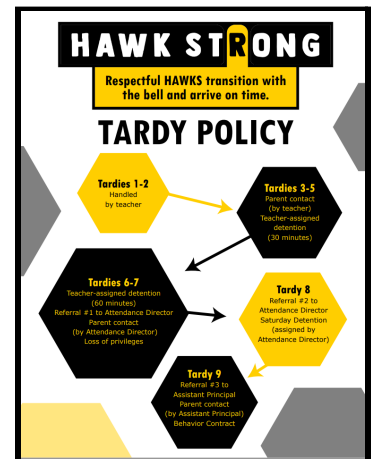 HAWK STRONG
Respectful HAWKS transition with
the bell and arrive on time.
TARDY POLICY
Tardies 1-2
Handled
by teacher
Tardies 3-5
Parent contact
(by teacher)
Teacher-assigned
detention
(30 minutes)
Tardies 6-7
Teacher-assigned detention
(60 minutes)
Referral #1 to Attendance Director
Parent contact
(by Attendance Director)
Loss of privileges
Tardy 8
Referral #2 to
Attendance Director
Saturday Detention
(assigned by
Attendance Director)
Tardy 9
Referral #3 to
Assistant Principal
Parent contact
(by Assistant Principal)
Behavior Contract